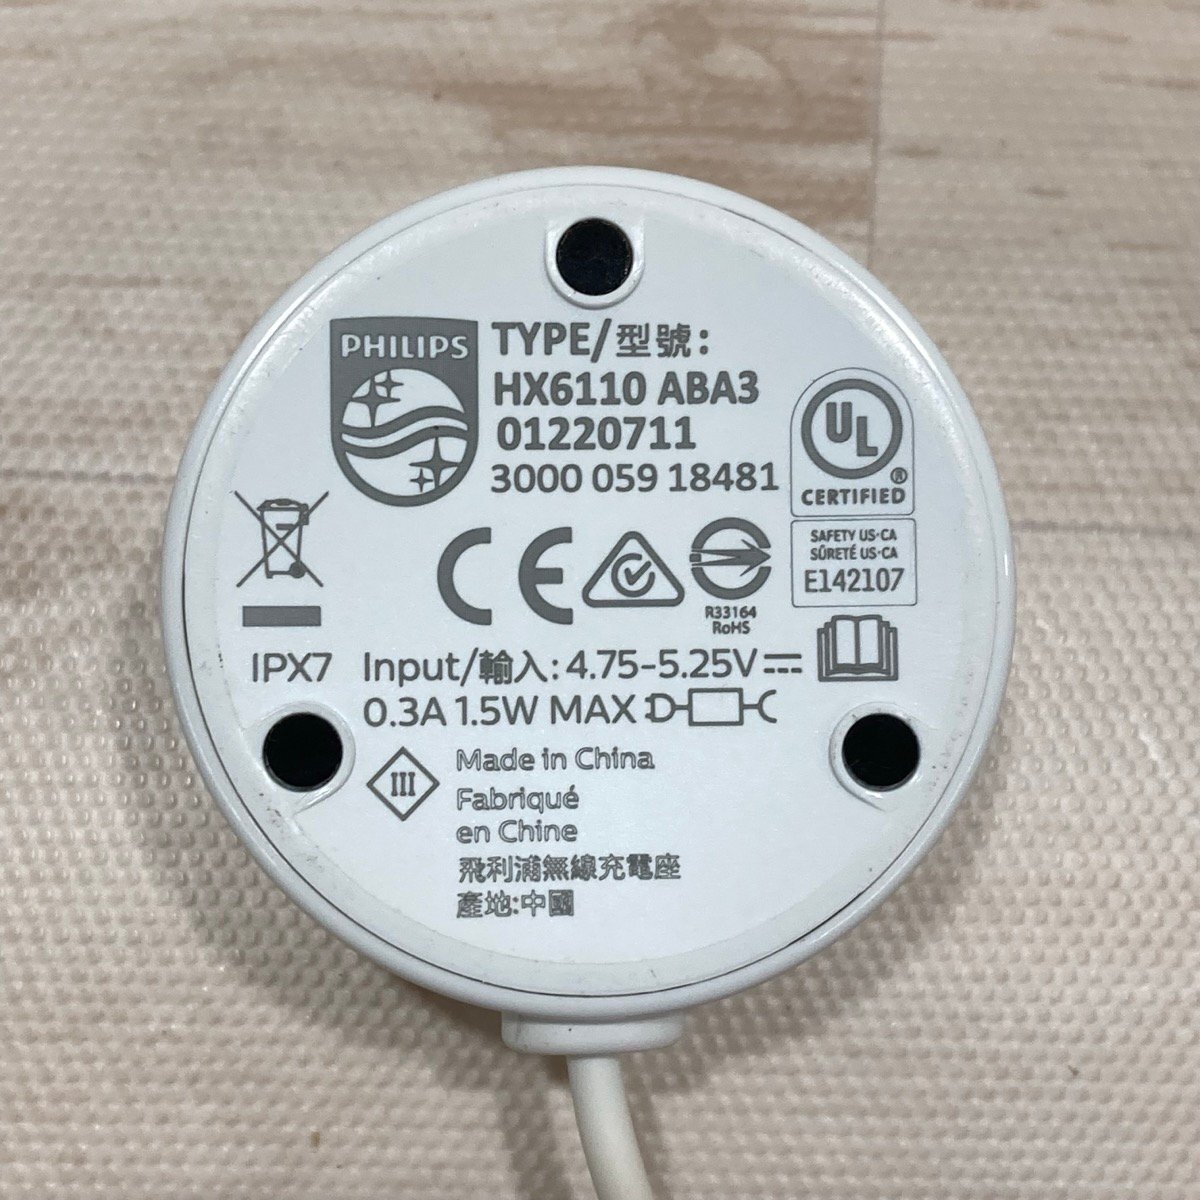 PHILIPS
TYPE/型號:
HX6110 ABA3
01220711
3000 059 18481
UL
®
CERTIFIED
SAFETY US·CA
SÛRETÉ US·CA
E142107
CE
R33164
RoHS
IPX7
Input/輸入: 4.75-5.25V
0.3A 1.5W MAX
III
Made in China
Fabriqué
en Chine
飛利浦無線充電座
產地:中國